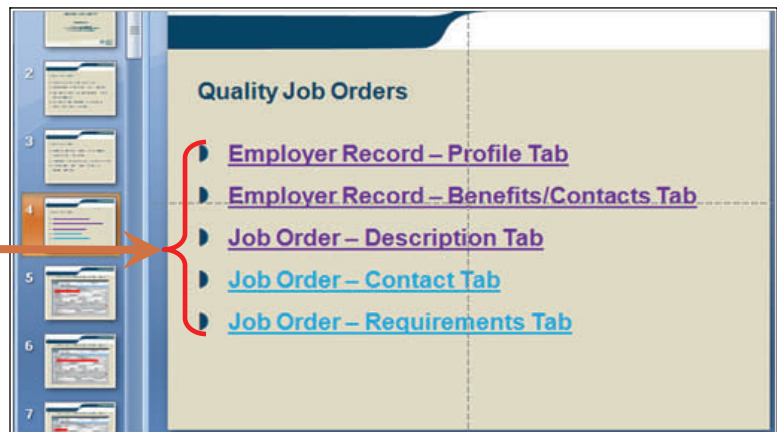 Quality Job Orders
Employer Record – Profile Tab
Employer Record – Benefits/Contacts Tab
Job Order – Description Tab
Job Order – Contact Tab
Job Order – Requirements Tab
2
3
4
5
6
7